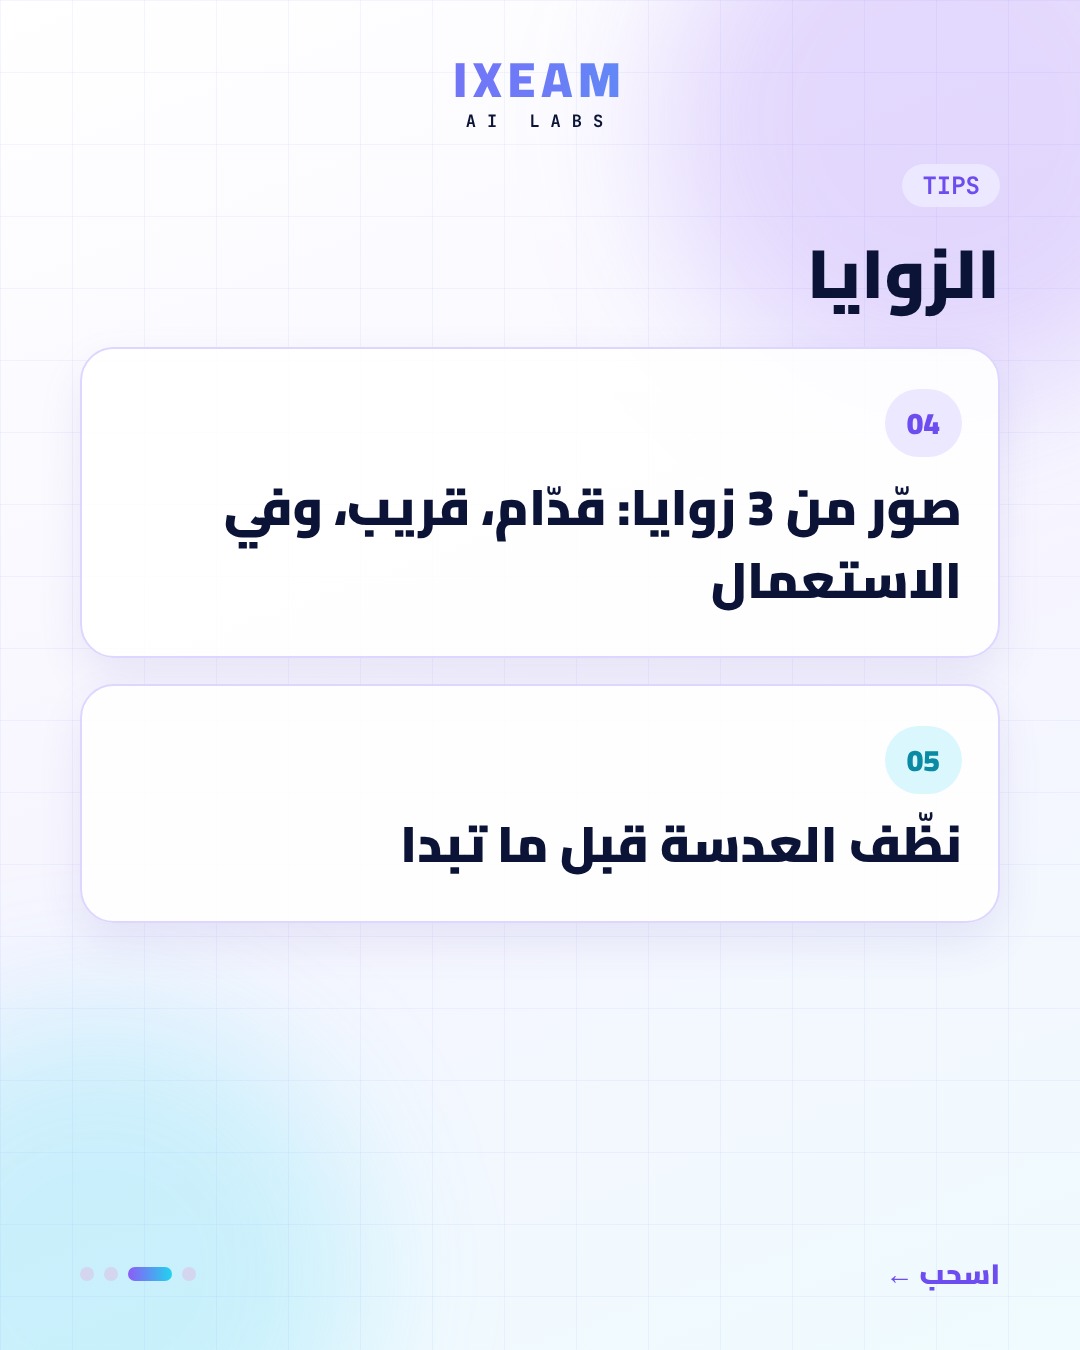 IXEAM
AI LABS
TIPS
الزوايا
04
صوّر من 3 زوايا: قدّام، قريب، وفي
الاستعمال
05
نظّف العدسة قبل ما تبدا
اسحب ←